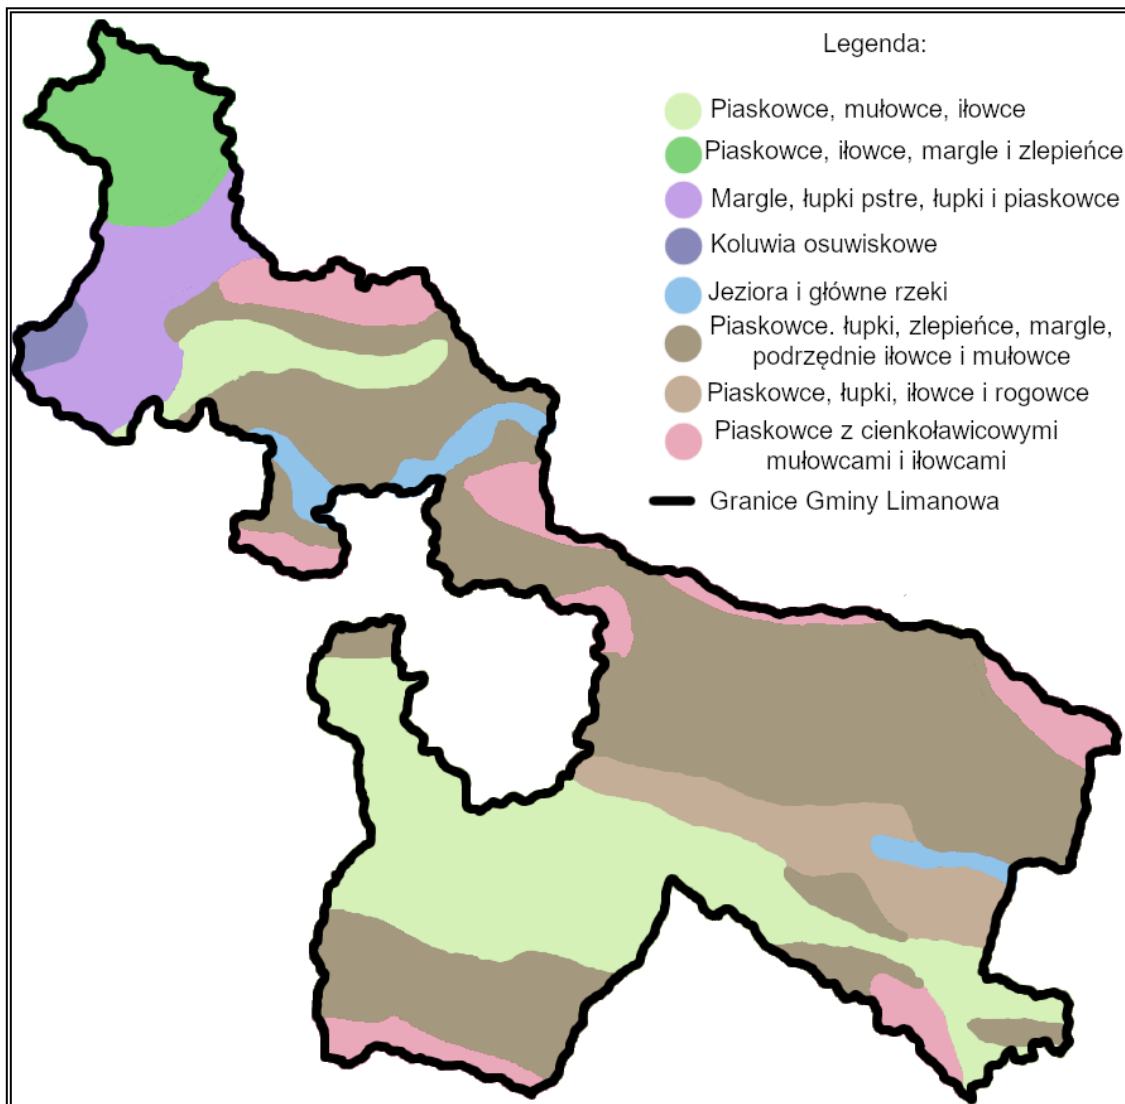 Legenda:
Piaskowce, mułowce, iłowce
Piaskowce, iłowce, margle i zlepieńce
Margle, łupki pstre, łupki i piaskowce
Koluwia osuwiskowe
Jeziora i główne rzeki
Piaskowce. łupki, zlepieńce, margle,
podrzędnie iłowce i mułowce
Piaskowce, łupki, iłowce i rogowce
Piaskowce z cienkoławicowymi
mułowcami i iłowcami
Granice Gminy Limanowa